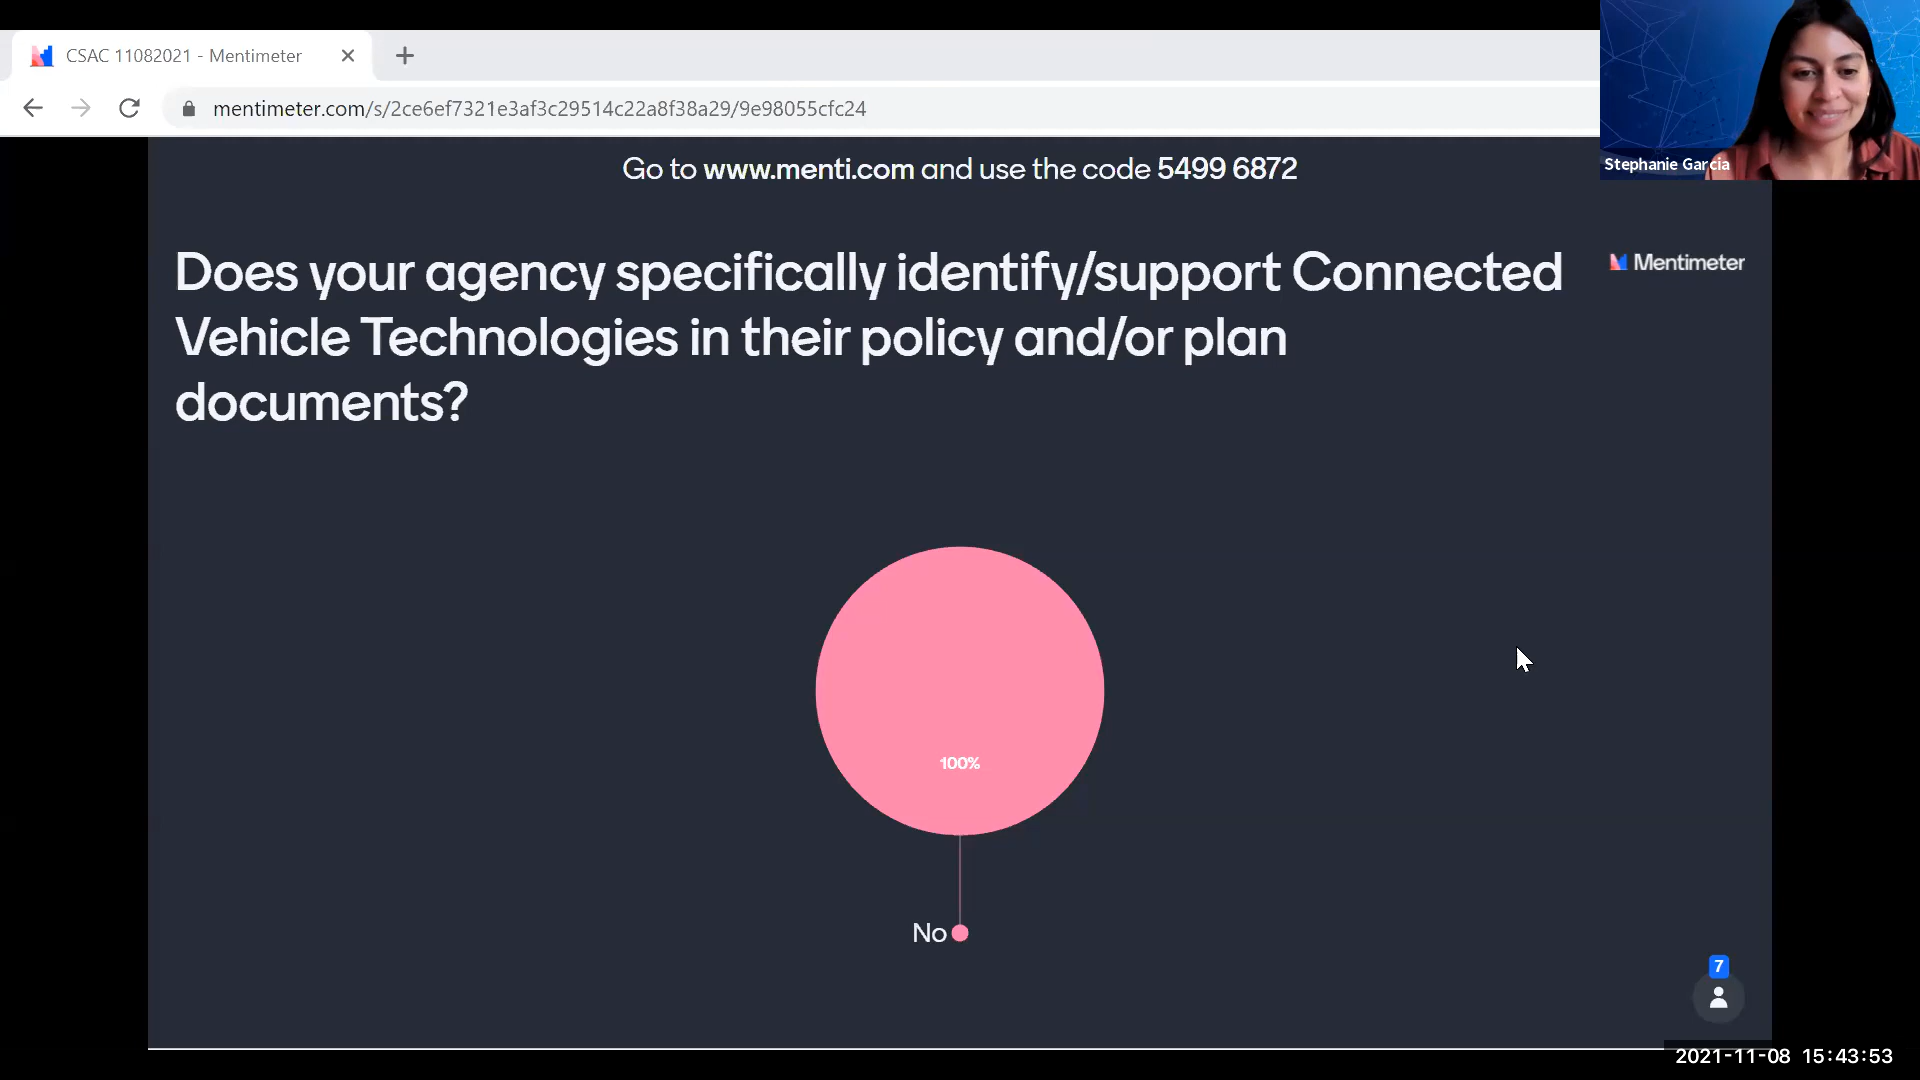 CSAC 11082021 - Mentimeter
mentimeter.com/s/2ce6ef7321e3af3c29514c22a8f38a29/9e98055cfc24
Stephanie Garcia
Go to www.menti.com and use the code 5499 6872
Does your agency specifically identify/support Connected
Vehicle Technologies in their policy and/or plan
documents?
Mentimeter
100%
No
7
2021-11-08 15:43:53